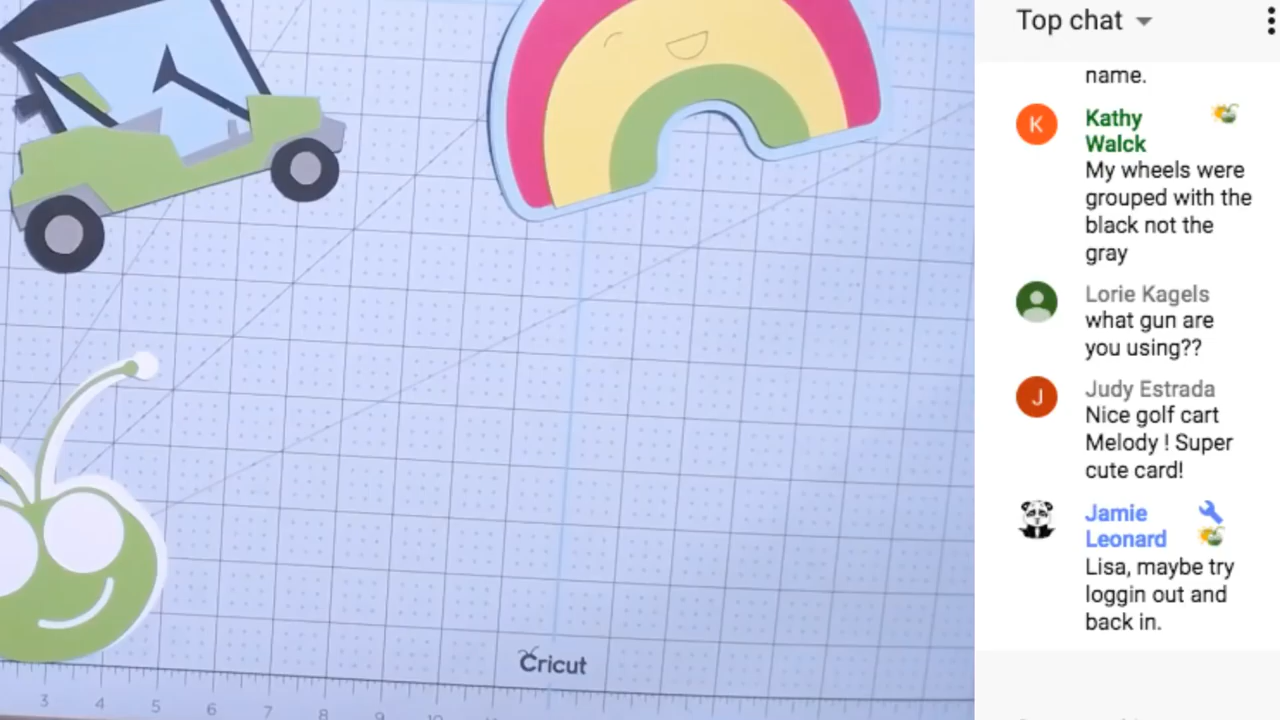 Top chat
name.
K
Kathy
Walck
My wheels were
grouped with the
black not the
gray
Lorie Kagels
what gun are
you using??
J
Judy Estrada
Nice golf cart
Melody ! Super
cute card!
Jamie
Leonard
Lisa, maybe try
loggin out and
back in.
Cricut
3 4 5 6 7 8 9 10